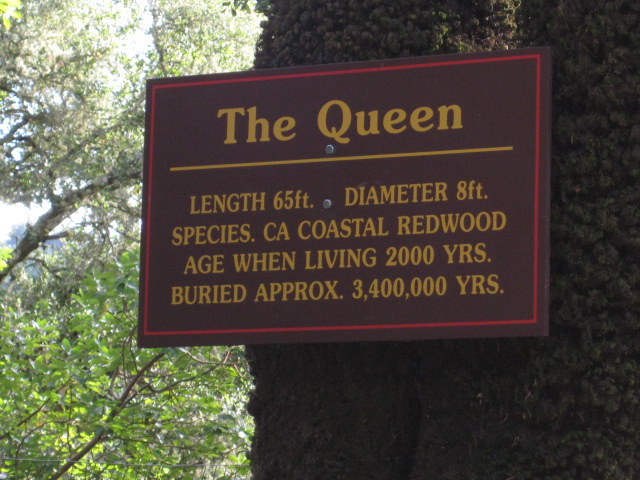 The Queen
LENGTH 65ft. DIAMETER 8ft.
SPECIES. CA COASTAL REDWOOD
AGE WHEN LIVING 2000 YRS.
BURIED APPROX. 3,400,000 YRS.